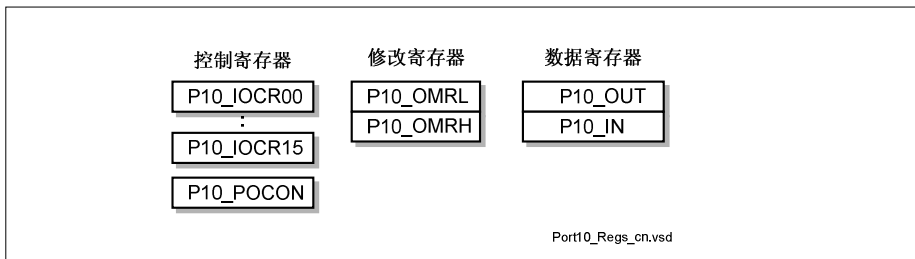 控制寄存器 修改寄存器 数据寄存器
P10_IOCR00 P10_OMRL P10_OUT
P10_OMRH P10_IN
:
P10_IOCR15
P10_POCON
Port10_Regs_cn.vsd